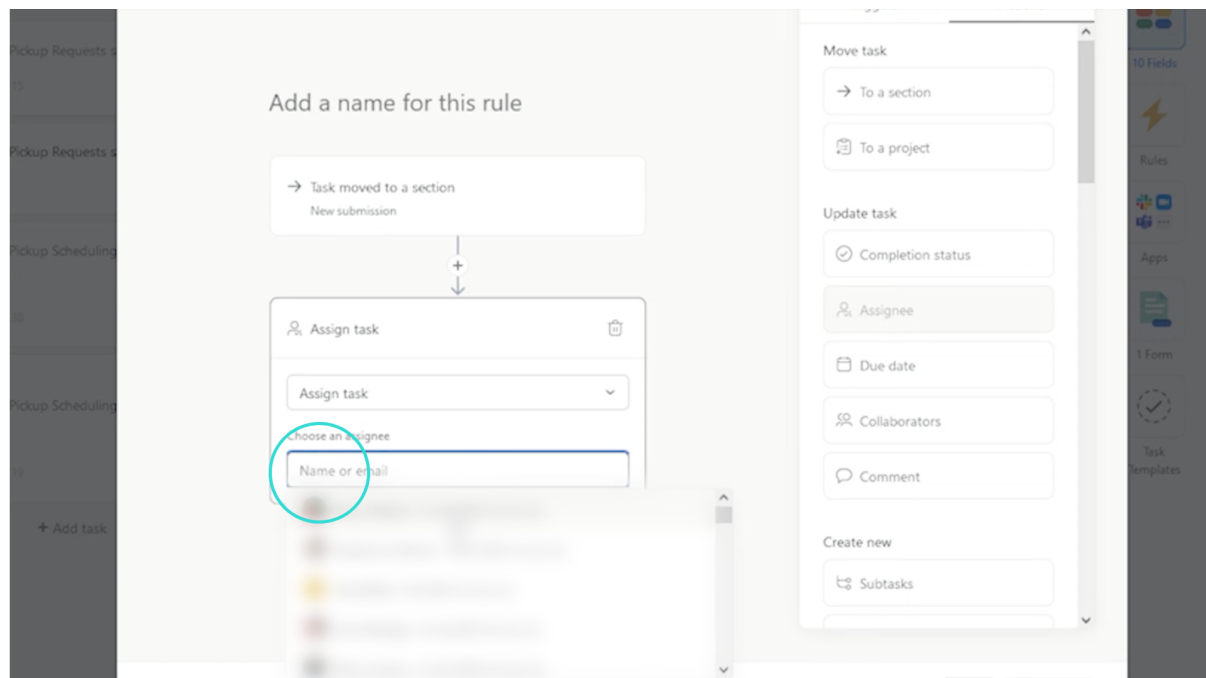 Pickup Requests s
15
Pickup Requests s
Pickup Scheduling
30
Pickup Scheduling
19
+ Add task
Add a name for this rule
Task moved to a section
New submission
+
Assign task
Assign task
Choose an assignee
Name or email
Move task
To a section
To a project
Update task
Completion status
Assignee
Due date
Collaborators
Comment
Create new
Subtasks
10 Fields
Rules
Apps
1 Form
Task
Templates